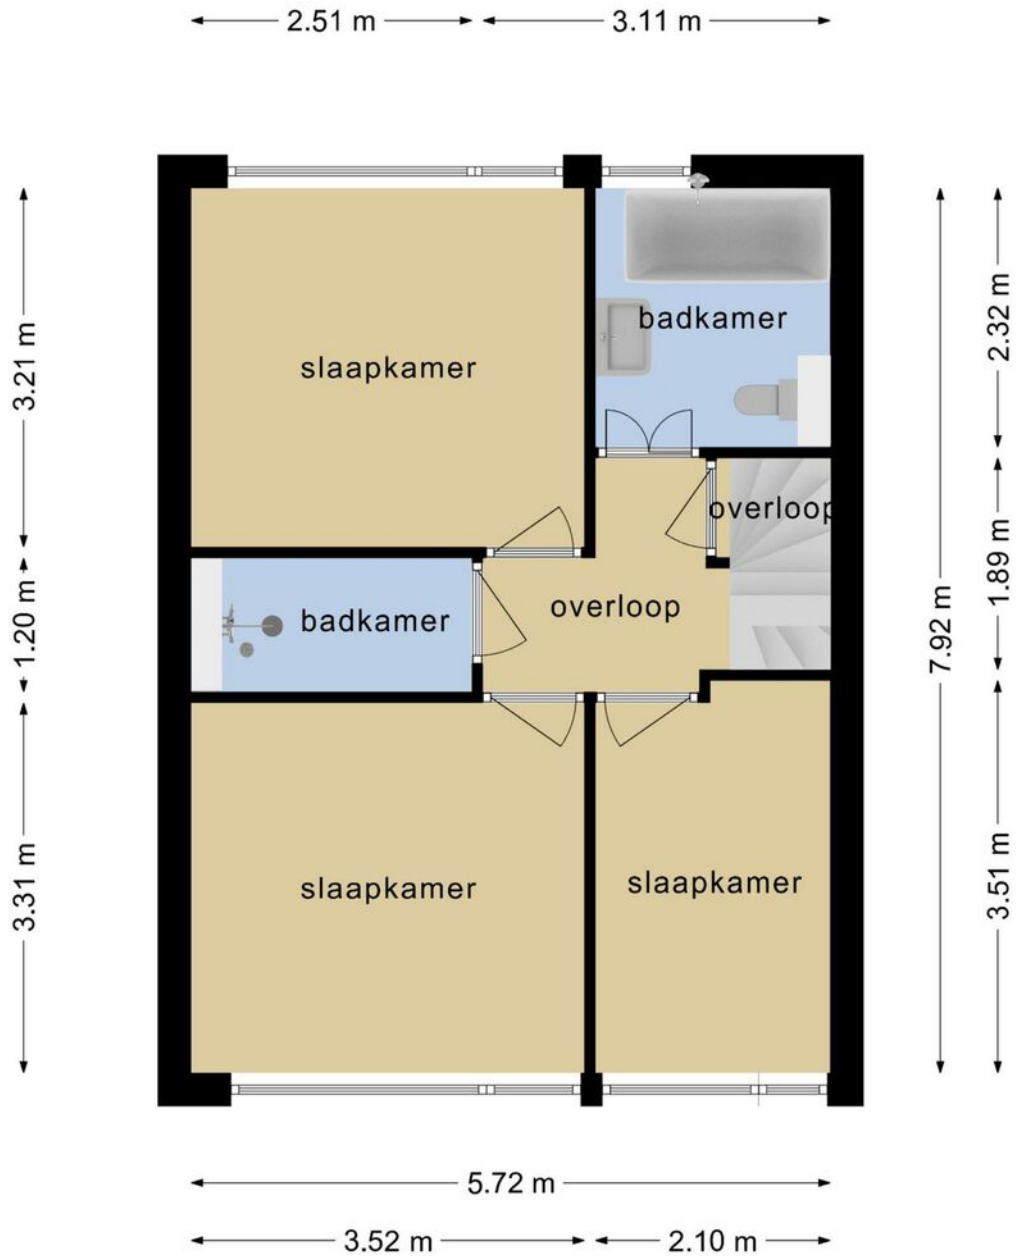 2.51 m
3.11 m
slaapkamer
badkamer
3.21 m
2.32 m
overloop
badkamer
overloop
1.20 m
1.89 m
7.92 m
slaapkamer
slaapkamer
3.31 m
3.51 m
5.72 m
3.52 m
2.10 m